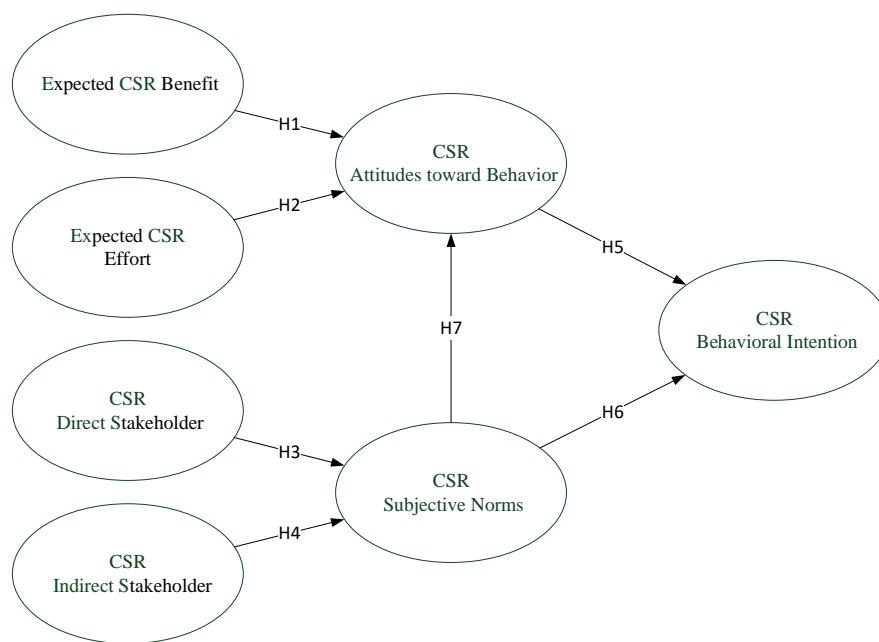 Expected CSR Benefit
H1
CSR
Attitudes toward Behavior
Expected CSR
Effort
H2
H5
CSR
Behavioral Intention
H7
CSR
Direct Stakeholder
H3
H6
CSR
Subjective Norms
H4
CSR
Indirect Stakeholder